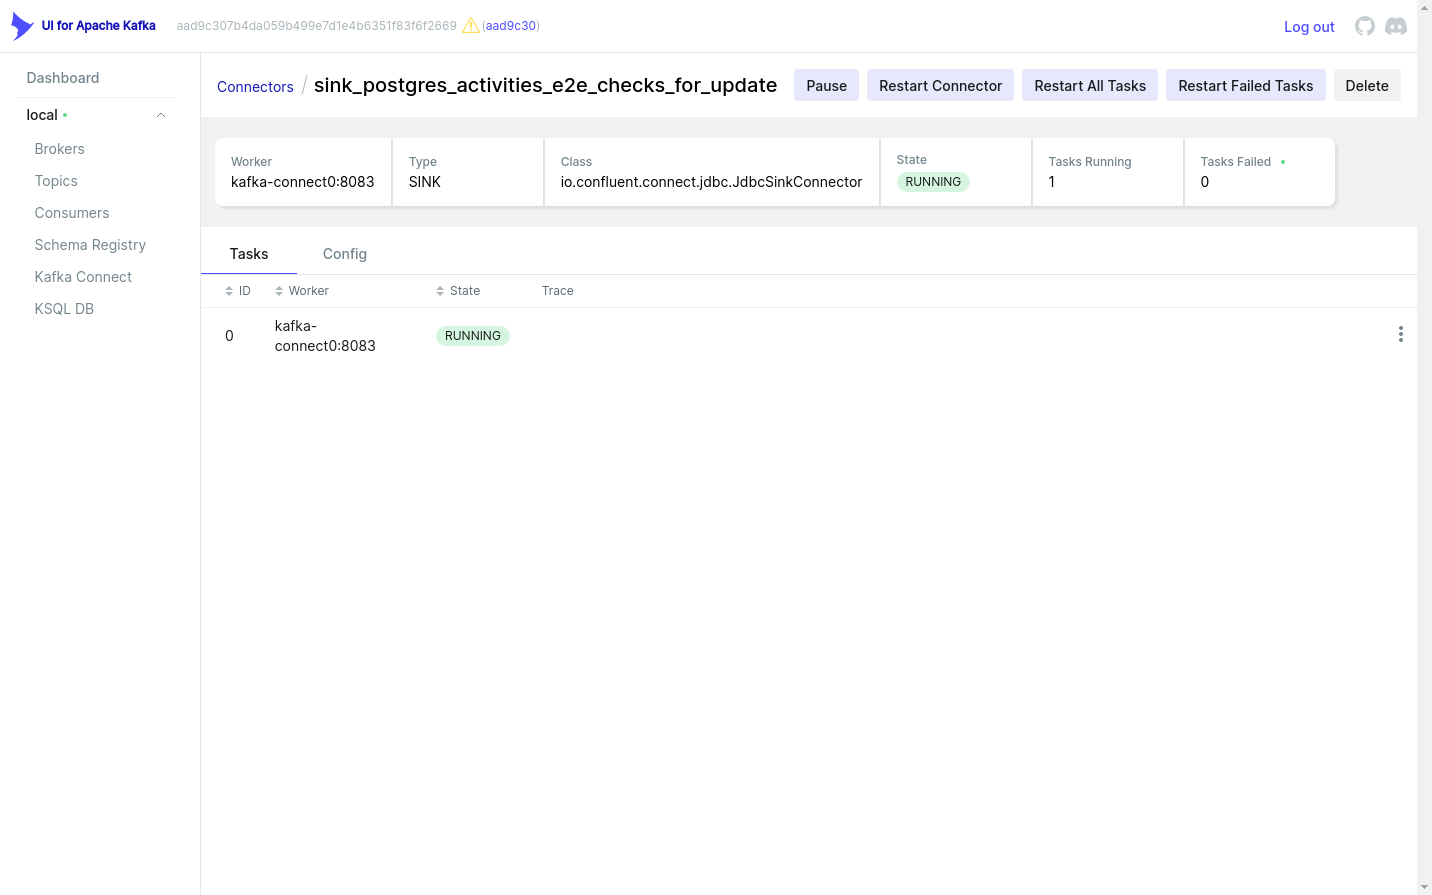 UI for Apache Kafka aad9c307b4da059b499e7d1e4b6351f83f6f2669 (aad9c30) Log out
Dashboard
local
Brokers
Topics
Consumers
Schema Registry
Kafka Connect
KSQL DB
Connectors / sink_postgres_activities_e2e_checks_for_update Pause Restart Connector Restart All Tasks Restart Failed Tasks Delete
Worker Type Class State Tasks Running Tasks Failed
kafka-connect0:8083 SINK io.confluent.connect.jdbc.JdbcSinkConnector RUNNING 1 0
Tasks Config
ID Worker State Trace
0 kafka-
connect0:8083 RUNNING